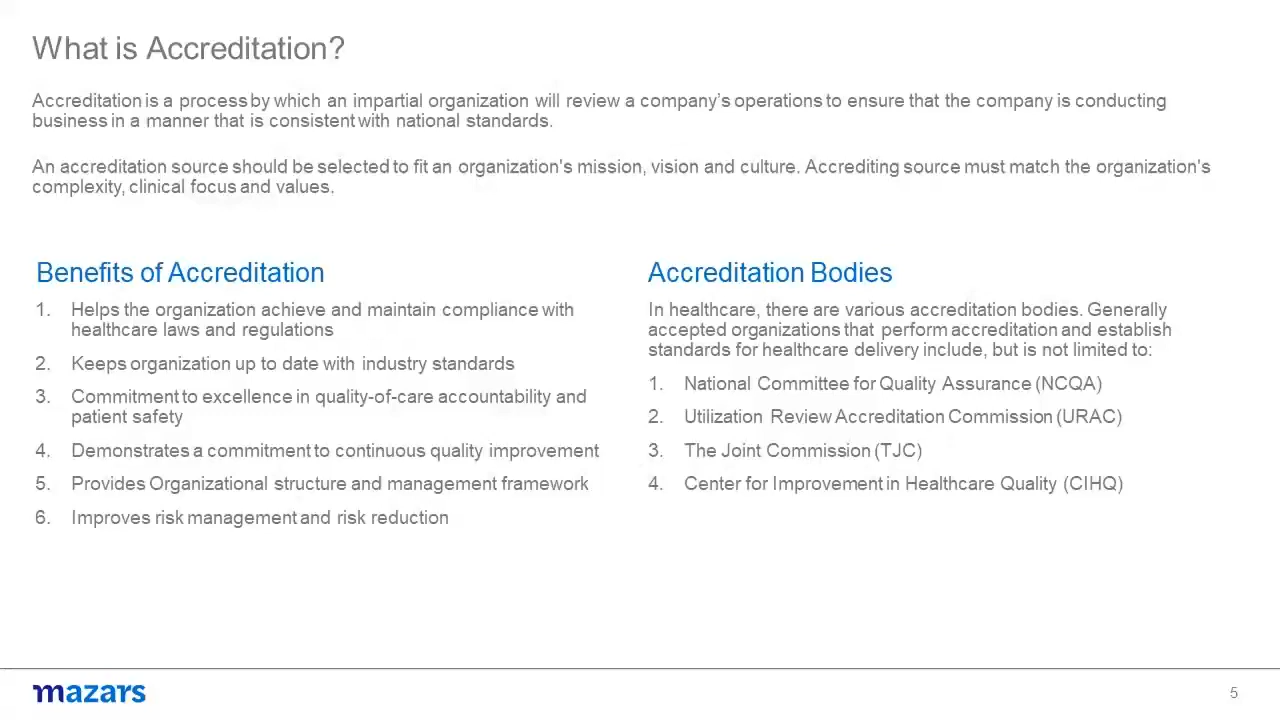 What is Accreditation?
Accreditation is a process by which an impartial organization will review a company's operations to ensure that the company is conducting
business in a manner that is consistent with national standards.
An accreditation source should be selected to fit an organization's mission, vision and culture. Accrediting source must match the organization's
complexity, clinical focus and values.
Benefits of Accreditation
1. Helps the organization achieve and maintain compliance with
healthcare laws and regulations
2. Keeps organization up to date with industry standards
3. Commitment to excellence in quality-of-care accountability and
patient safety
4. Demonstrates a commitment to continuous quality improvement
5. Provides Organizational structure and management framework
6. Improves risk management and risk reduction
Accreditation Bodies
In healthcare, there are various accreditation bodies. Generally
accepted organizations that perform accreditation and establish
standards for healthcare delivery include, but is not limited to:
1. National Committee for Quality Assurance (NCQA)
2. Utilization Review Accreditation Commission (URAC)
3. The Joint Commission (TJC)
4. Center for Improvement in Healthcare Quality (CIHQ)
mazars
5